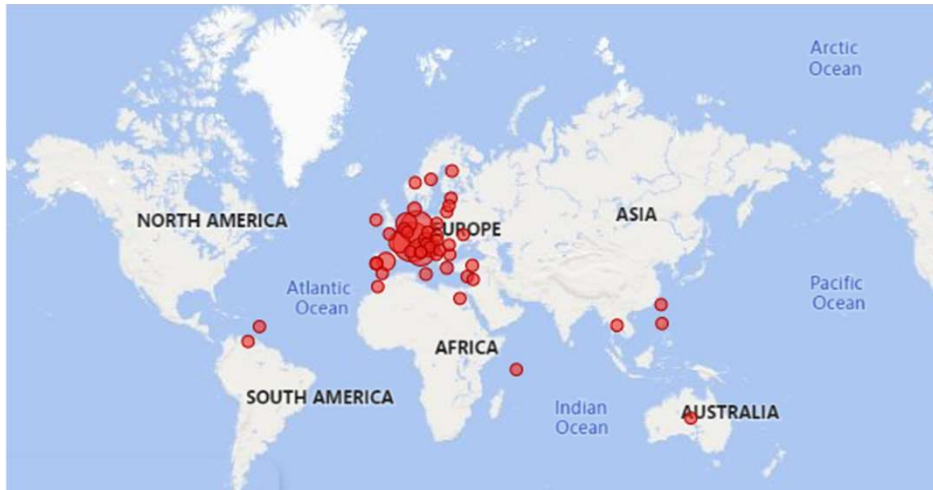 Arctic
Ocean
NORTH AMERICA
ASIA
EUROPE
Atlantic
Ocean
Pacific
Ocean
AFRICA
SOUTH AMERICA
Indian
Ocean
AUSTRALIA